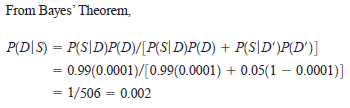 From Bayes’ Theorem,
P(D|S) = P(S|D)P(D)/[P(S|D)P(D) + P(S|D′)P(D′)]
= 0.99(0.0001)/[0.99(0.0001) + 0.05(1 − 0.0001)]
= 1/506 = 0.002